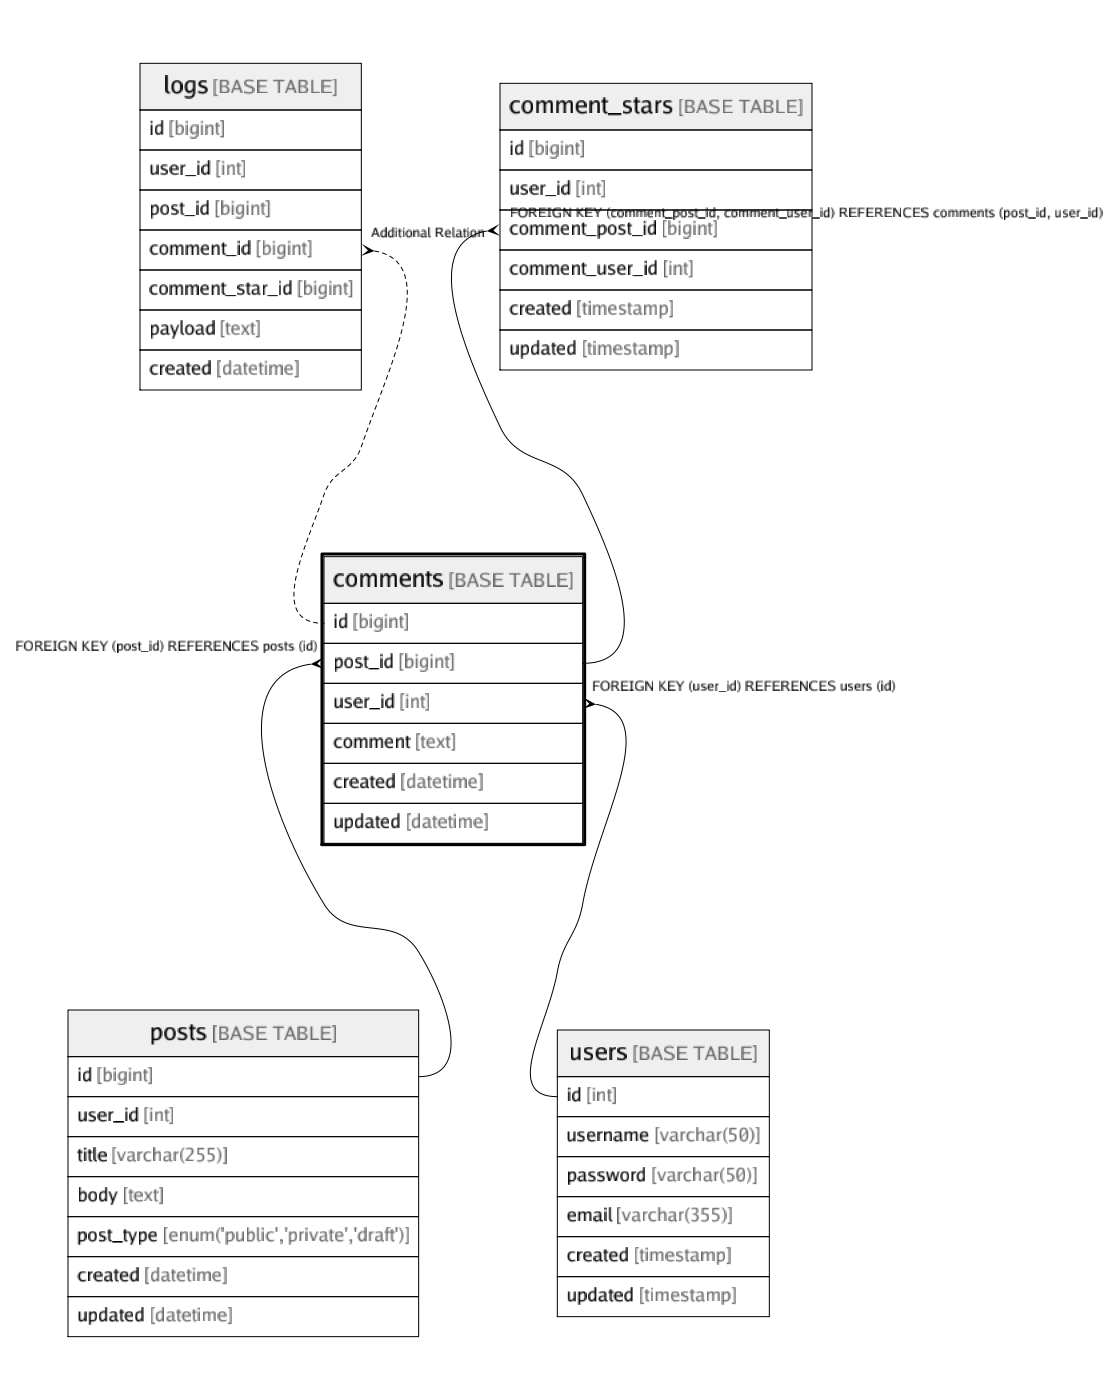 logs [BASE TABLE]
id [bigint]
user_id [int]
post_id [bigint]
comment_id [bigint]
comment_star_id [bigint]
payload [text]
created [datetime]
Additional Relation
comment_stars [BASE TABLE]
id [bigint]
user_id [int]
FOREIGN KEY (comment_post_id, comment_user_id) REFERENCES comments (post_id, user_id)
comment_post_id [bigint]
comment_user_id [int]
created [timestamp]
updated [timestamp]
comments [BASE TABLE]
id [bigint]
FOREIGN KEY (post_id) REFERENCES posts (id)
post_id [bigint]
FOREIGN KEY (user_id) REFERENCES users (id)
user_id [int]
comment [text]
created [datetime]
updated [datetime]
posts [BASE TABLE]
id [bigint]
user_id [int]
title [varchar(255)]
body [text]
post_type [enum('public','private','draft')]
created [datetime]
updated [datetime]
users [BASE TABLE]
id [int]
username [varchar(50)]
password [varchar(50)]
email [varchar(355)]
created [timestamp]
updated [timestamp]